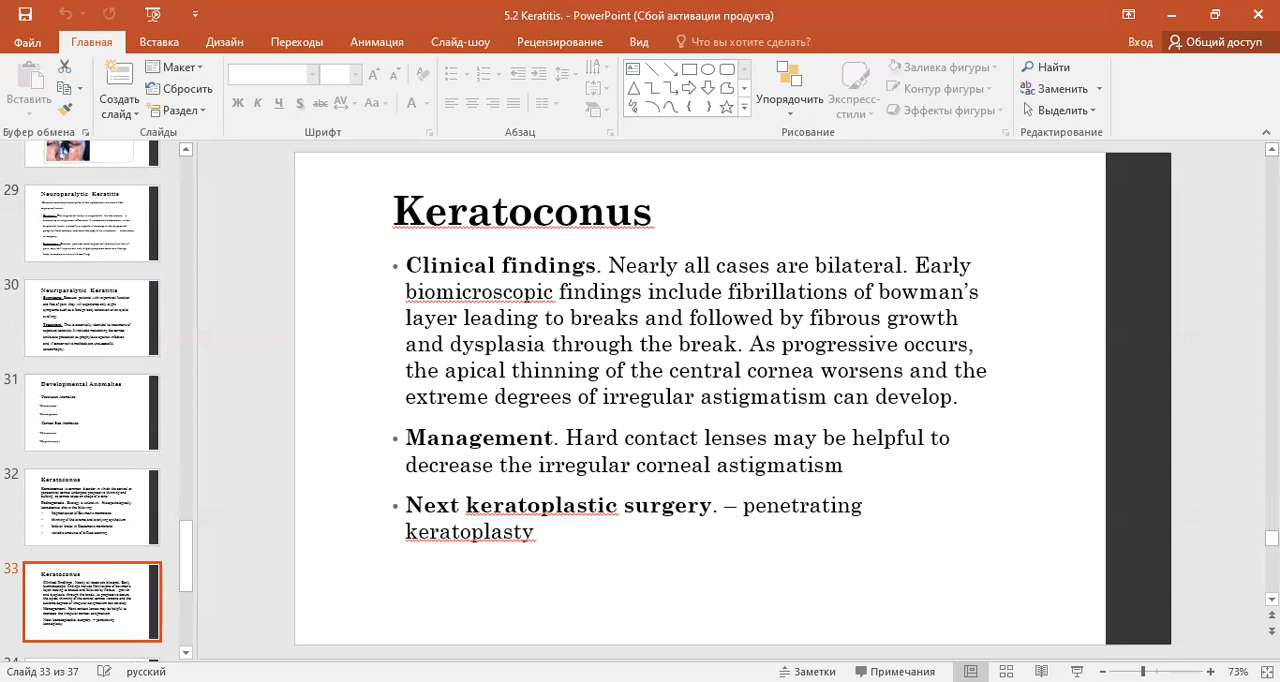 5.2 Keratitis. - PowerPoint (Сбой активации продукта)
Файл Главная Вставка Дизайн Переходы Анимация Слайд-шоу Рецензирование Вид Что вы хотите сделать? Вход Общий доступ
Вставить
Создать слайд
Макет
Сбросить
Раздел
Ж К Ч S abc AV Aa A
Упорядочить
Экспресс-стили
Заливка фигуры
Контур фигуры
Эффекты фигуры
Найти
Заменить
Выделить
Буфер обмена Слайды Шрифт Абзац Рисование Редактирование
29
Neuroparalytic Keratitis
30
Neuriparalytic Keratitis
31
Developmental Anomalies
32
Keratoconus
33
Keratoconus
Keratoconus
• Clinical findings. Nearly all cases are bilateral. Early
biomicroscopic findings include fibrillations of bowman’s
layer leading to breaks and followed by fibrous growth
and dysplasia through the break. As progressive occurs,
the apical thinning of the central cornea worsens and the
extreme degrees of irregular astigmatism can develop.
• Management. Hard contact lenses may be helpful to
decrease the irregular corneal astigmatism
• Next keratoplastic surgery. – penetrating
keratoplasty
Слайд 33 из 37 русский Заметки Примечания 73%